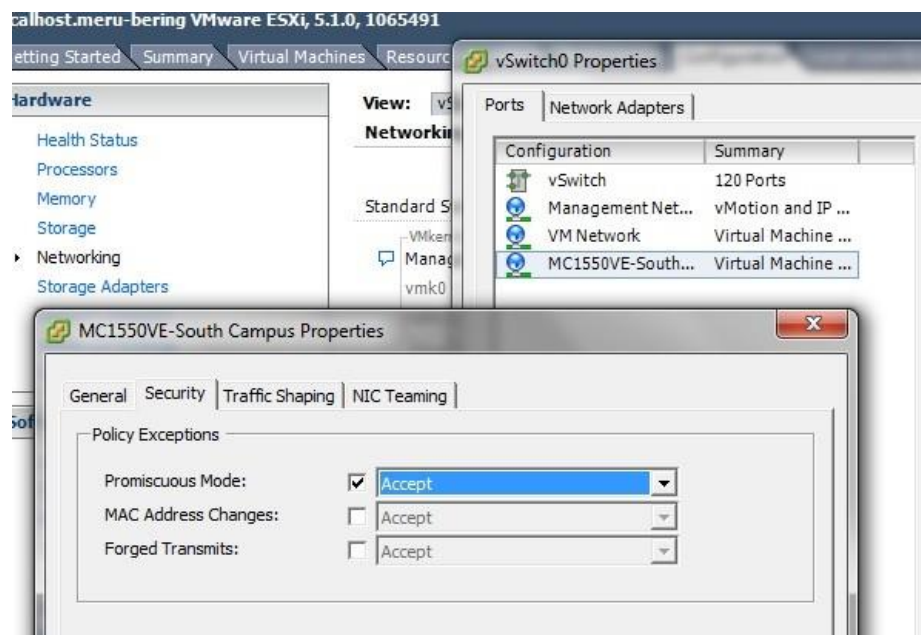 calhost.meru-bering VMware ESXi, 5.1.0, 1065491
etting Started Summary Virtual Machines Resourc
vSwitch0 Properties
Hardware
View: vS
Ports Network Adapters
Health Status
Networkin
Configuration Summary
Processors
vSwitch 120 Ports
Memory
Standard S
Management Net... vMotion and IP ...
Storage
VMkern
VM Network Virtual Machine ...
Networking
Manag
MC1550VE-South... Virtual Machine ...
Storage Adapters
vmk0
MC1550VE-South Campus Properties
General Security Traffic Shaping NIC Teaming
Sof
Policy Exceptions
Promiscuous Mode: Accept
MAC Address Changes: Accept
Forged Transmits: Accept